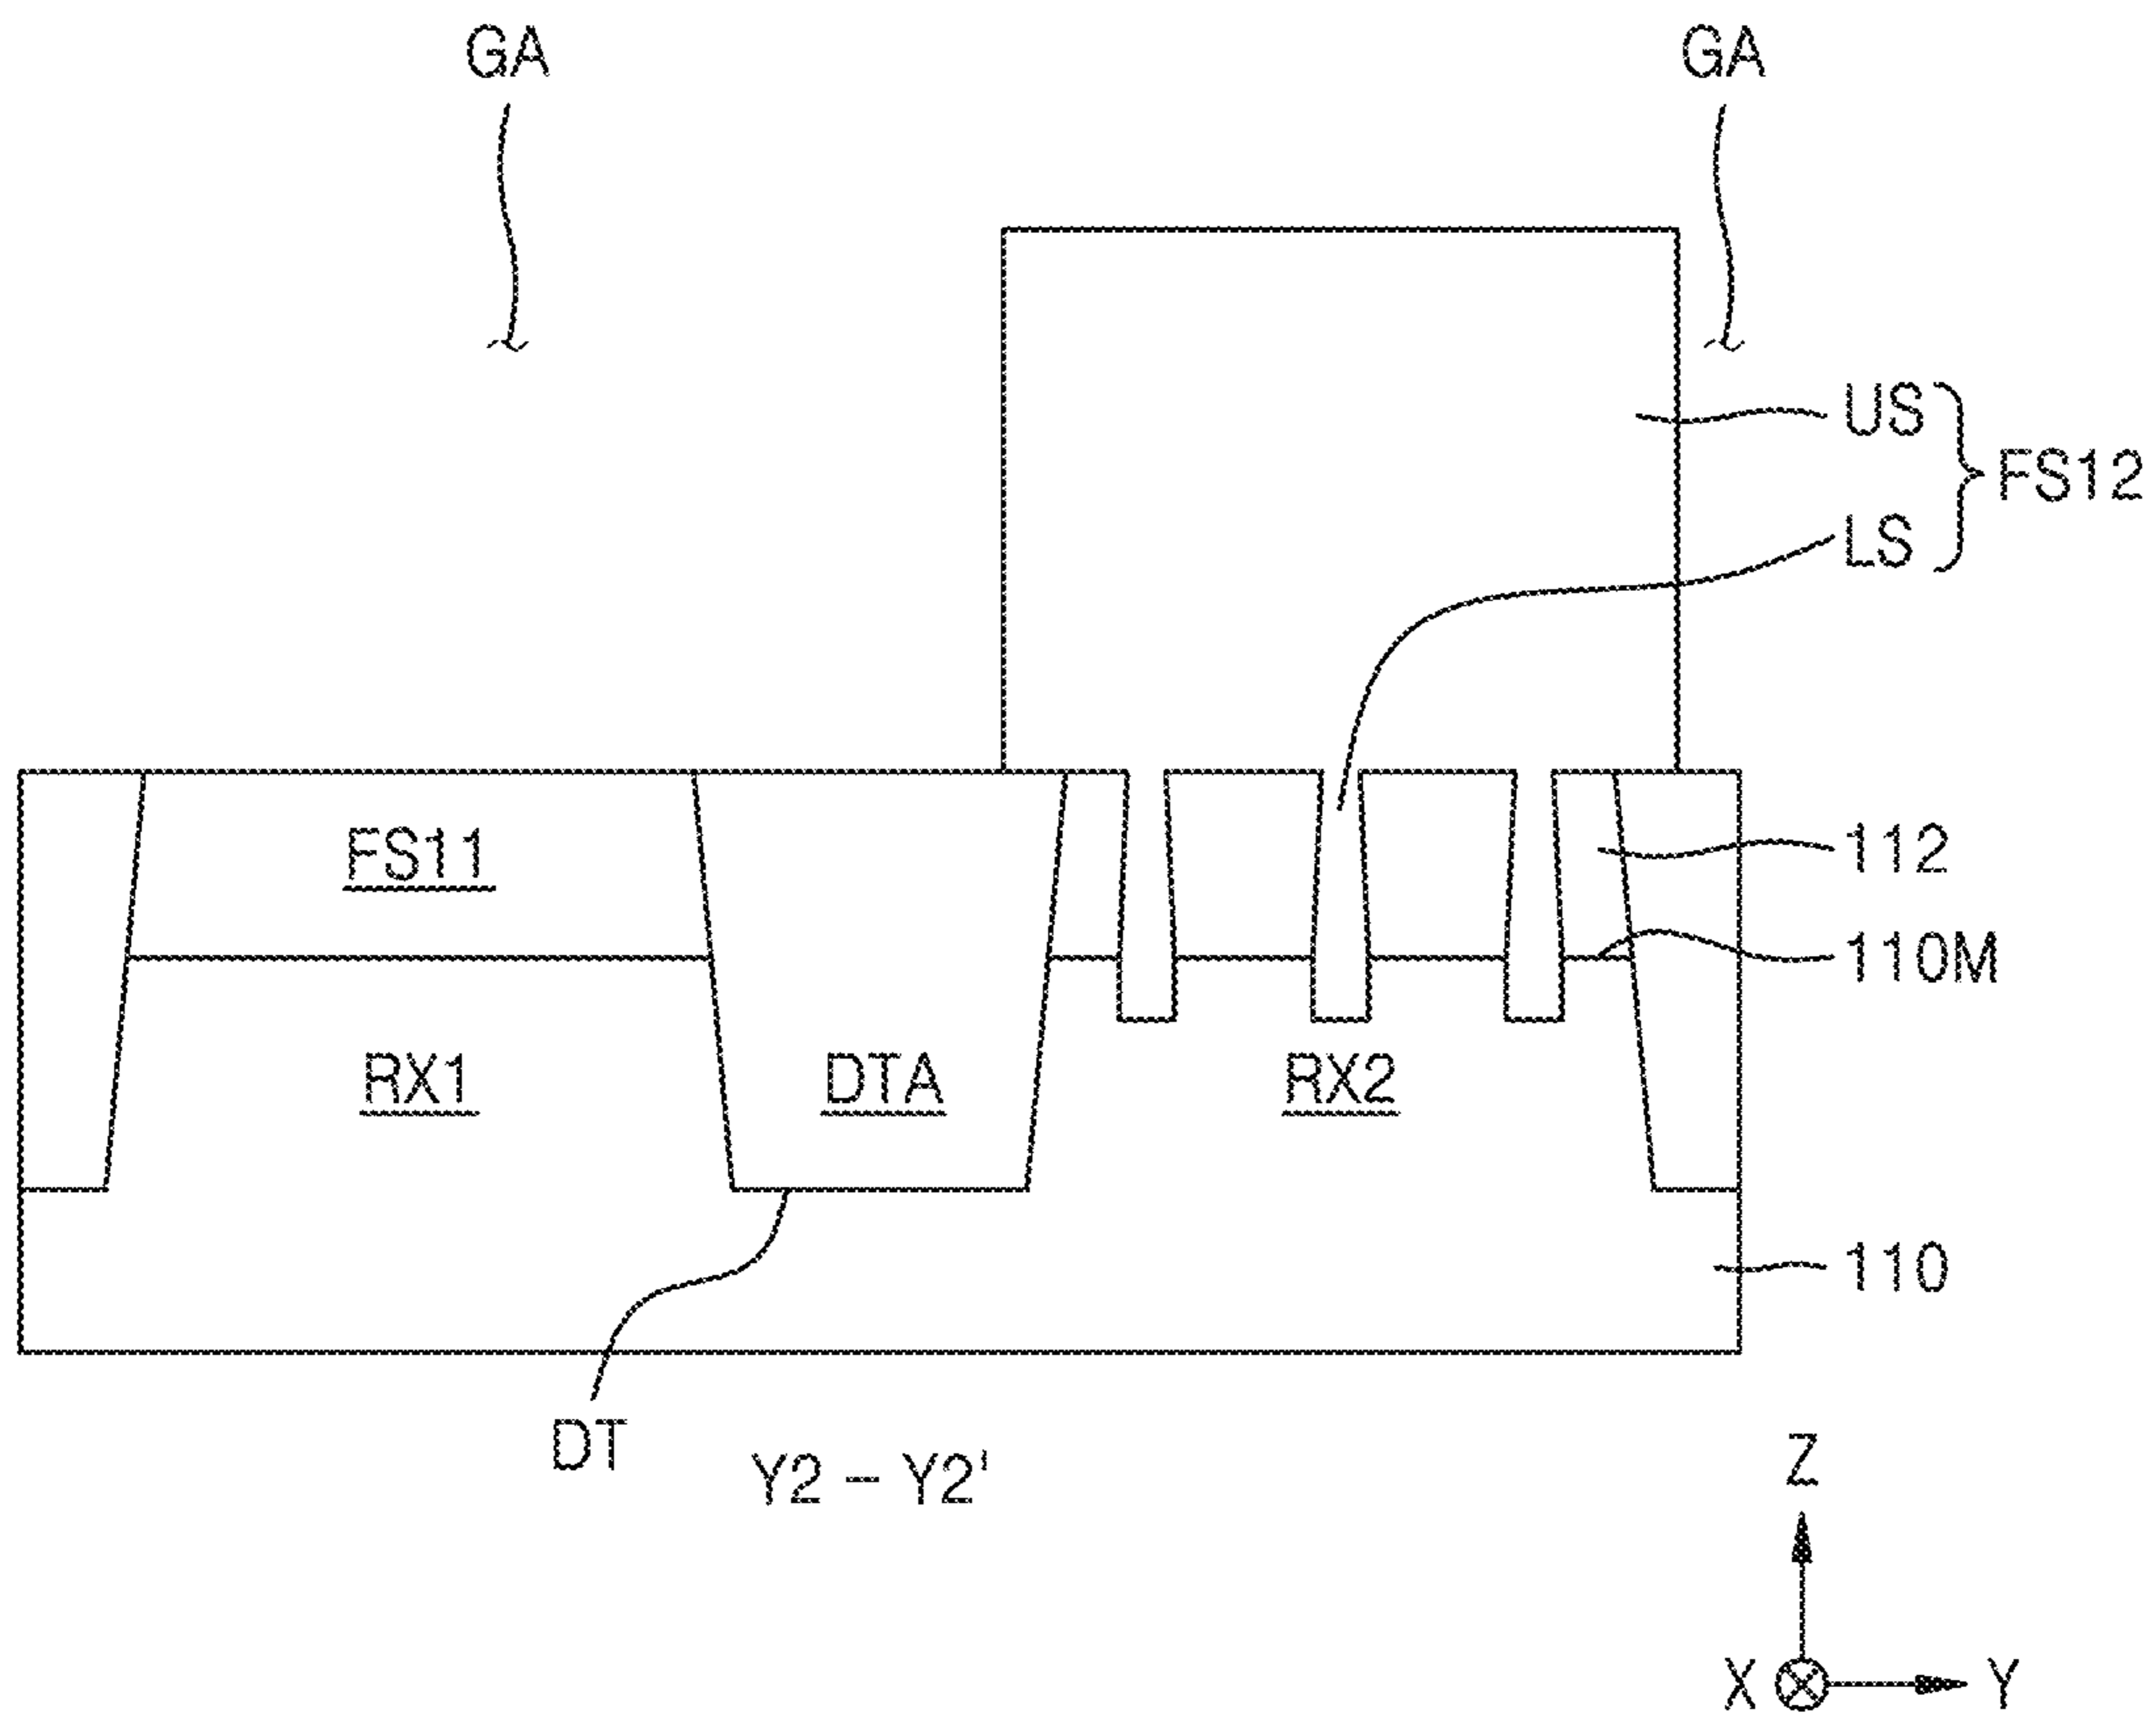 GA GA
US
FS12
LS
FS11
112
110M
RX1 DTA RX2
110
DT
Y2 – Y2'
Z
X Y